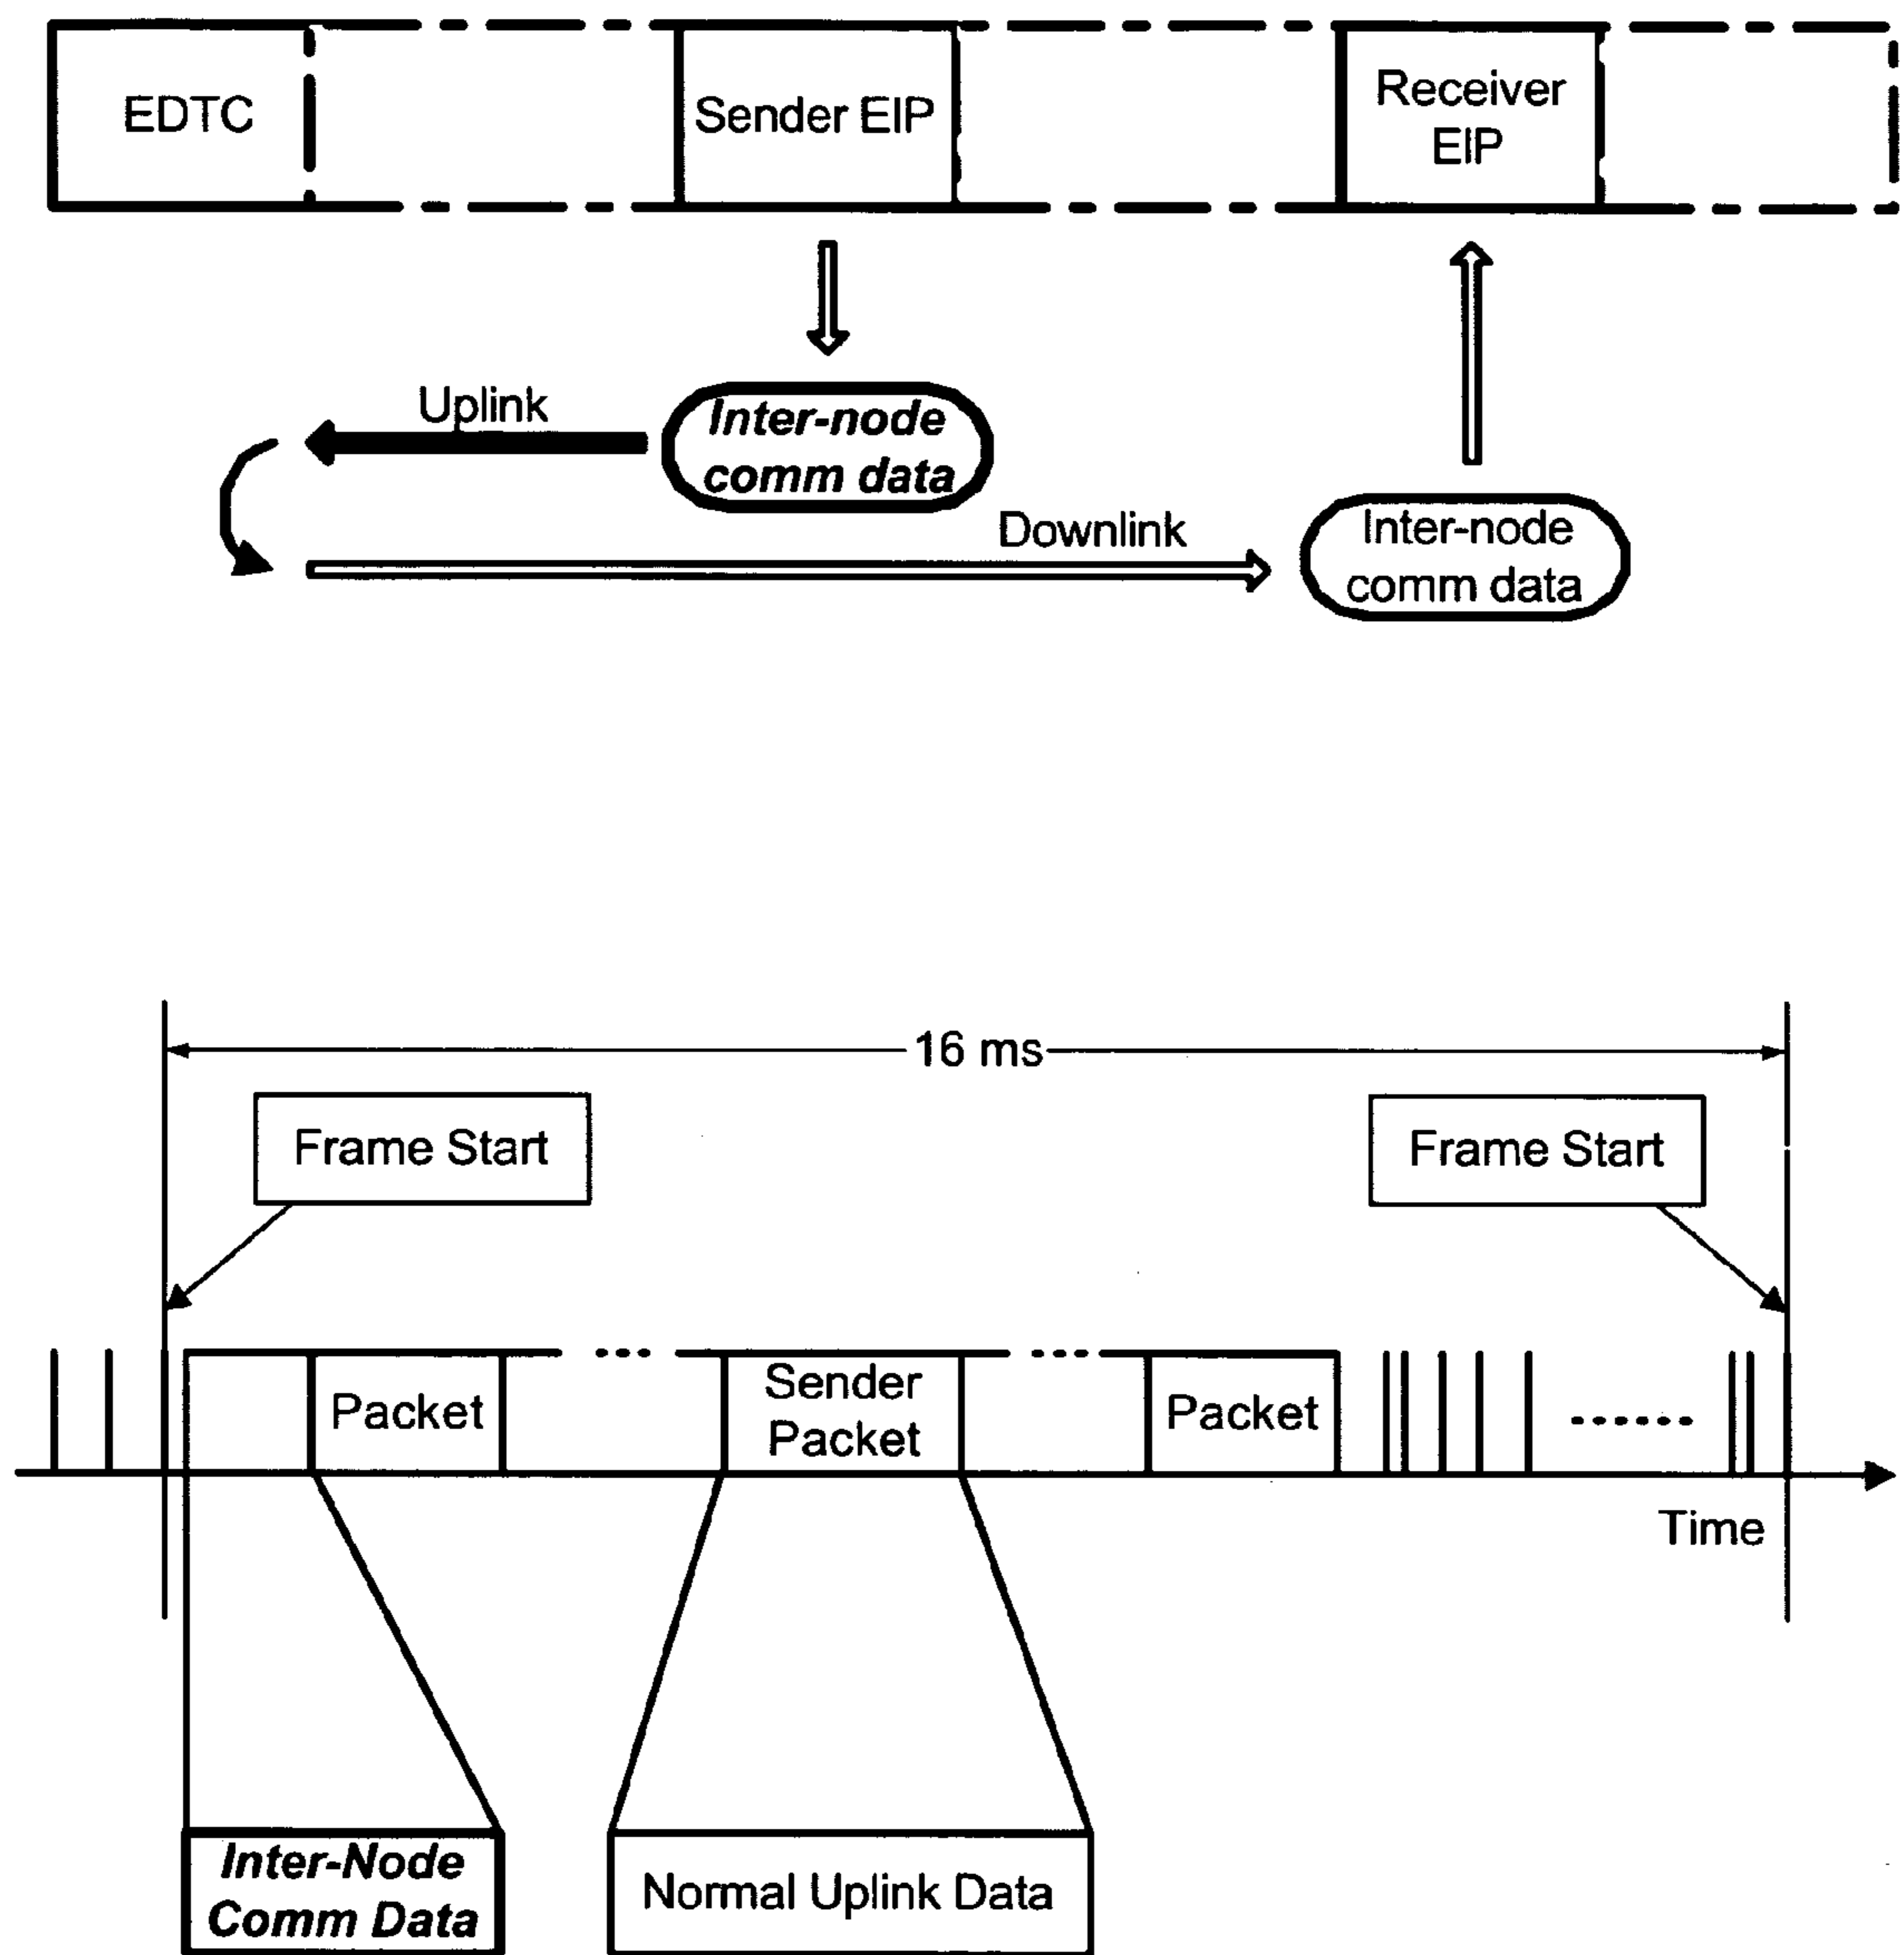 EDTC
Sender EIP
Receiver
EIP
Uplink
Inter-node
comm data
Downlink
Inter-node
comm data
16 ms
Frame Start
Frame Start
Packet
Sender
Packet
Packet
Time
Inter-Node
Comm Data
Normal Uplink Data